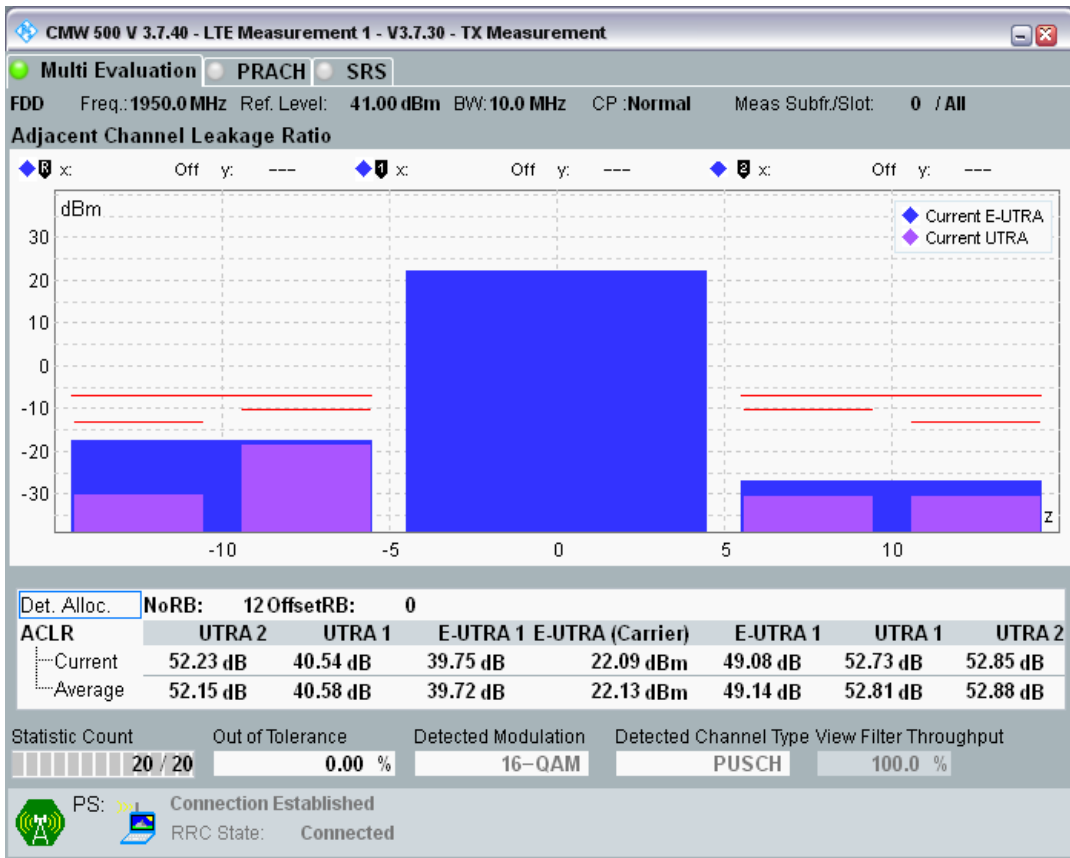 CMW 500 V 3.7.40 - LTE Measurement 1 - V3.7.30 - TX Measurement
Multi Evaluation PRACH SRS
FDD Freq.: 1950.0 MHz Ref. Level: 41.00 dBm BW: 10.0 MHz CP : Normal Meas Subfr./Slot: 0 / All
Adjacent Channel Leakage Ratio
R x: Off y: --- 1 x: Off y: --- 2 x: Off y: ---
dBm
Current E-UTRA
Current UTRA
30
20
10
0
-10
-20
-30
z
-10 -5 0 5 10
Det. Alloc. NoRB: 12 OffsetRB: 0
ACLR UTRA 2 UTRA 1 E-UTRA 1 E-UTRA (Carrier) E-UTRA 1 UTRA 1 UTRA 2
Current 52.23 dB 40.54 dB 39.75 dB 22.09 dBm 49.08 dB 52.73 dB 52.85 dB
Average 52.15 dB 40.58 dB 39.72 dB 22.13 dBm 49.14 dB 52.81 dB 52.88 dB
Statistic Count Out of Tolerance Detected Modulation Detected Channel Type View Filter Throughput
20 / 20 0.00 % 16-QAM PUSCH 100.0 %
PS: Connection Established
RRC State: Connected